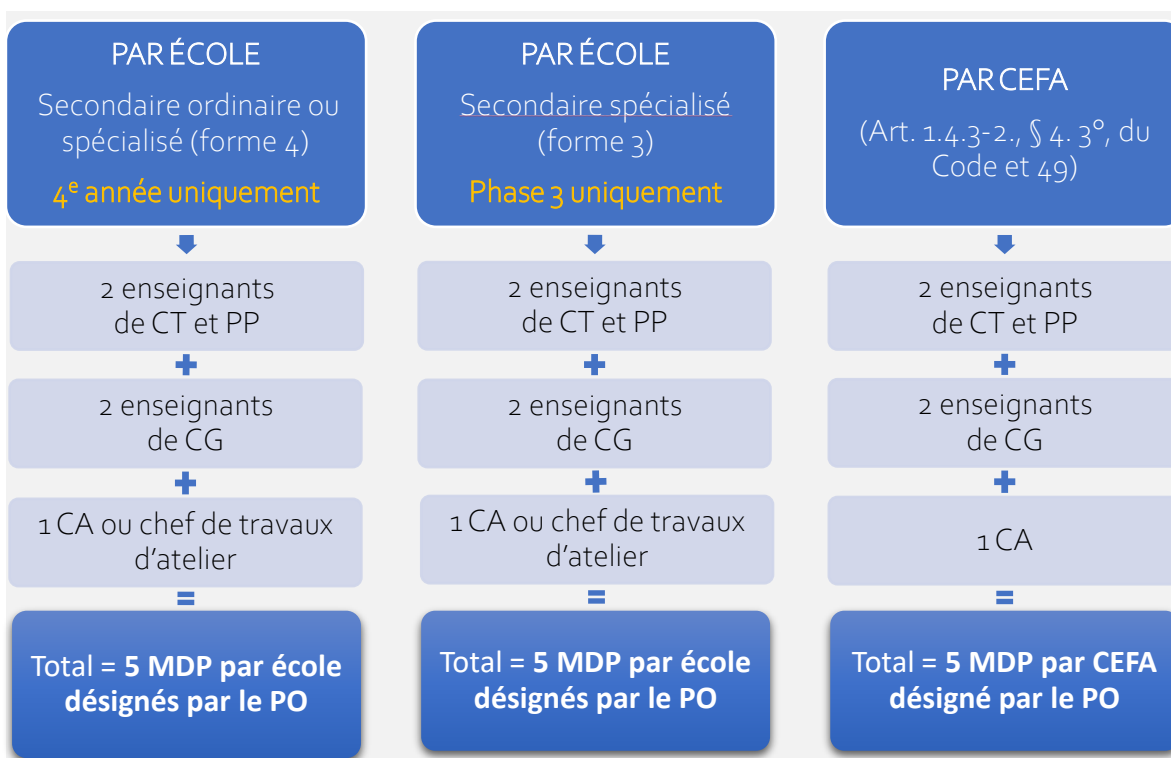 PAR ÉCOLE
Secondaire ordinaire ou
spécialisé (forme 4)
4e année uniquement
2 enseignants
de CT et PP
+
2 enseignants
de CG
+
1 CA ou chef de travaux
d'atelier
=
Total = 5 MDP par école
désignés par le PO
PAR ÉCOLE
Secondaire spécialisé
(forme 3)
Phase 3 uniquement
2 enseignants
de CT et PP
+
2 enseignants
de CG
+
1 CA ou chef de travaux
d'atelier
=
Total = 5 MDP par école
désignés par le PO
PAR CEFA
(Art. 1.4.3-2., § 4. 3°, du
Code et 49)
2 enseignants
de CT et PP
+
2 enseignants
de CG
+
1 CA
=
Total = 5 MDP par CEFA
désigné par le PO